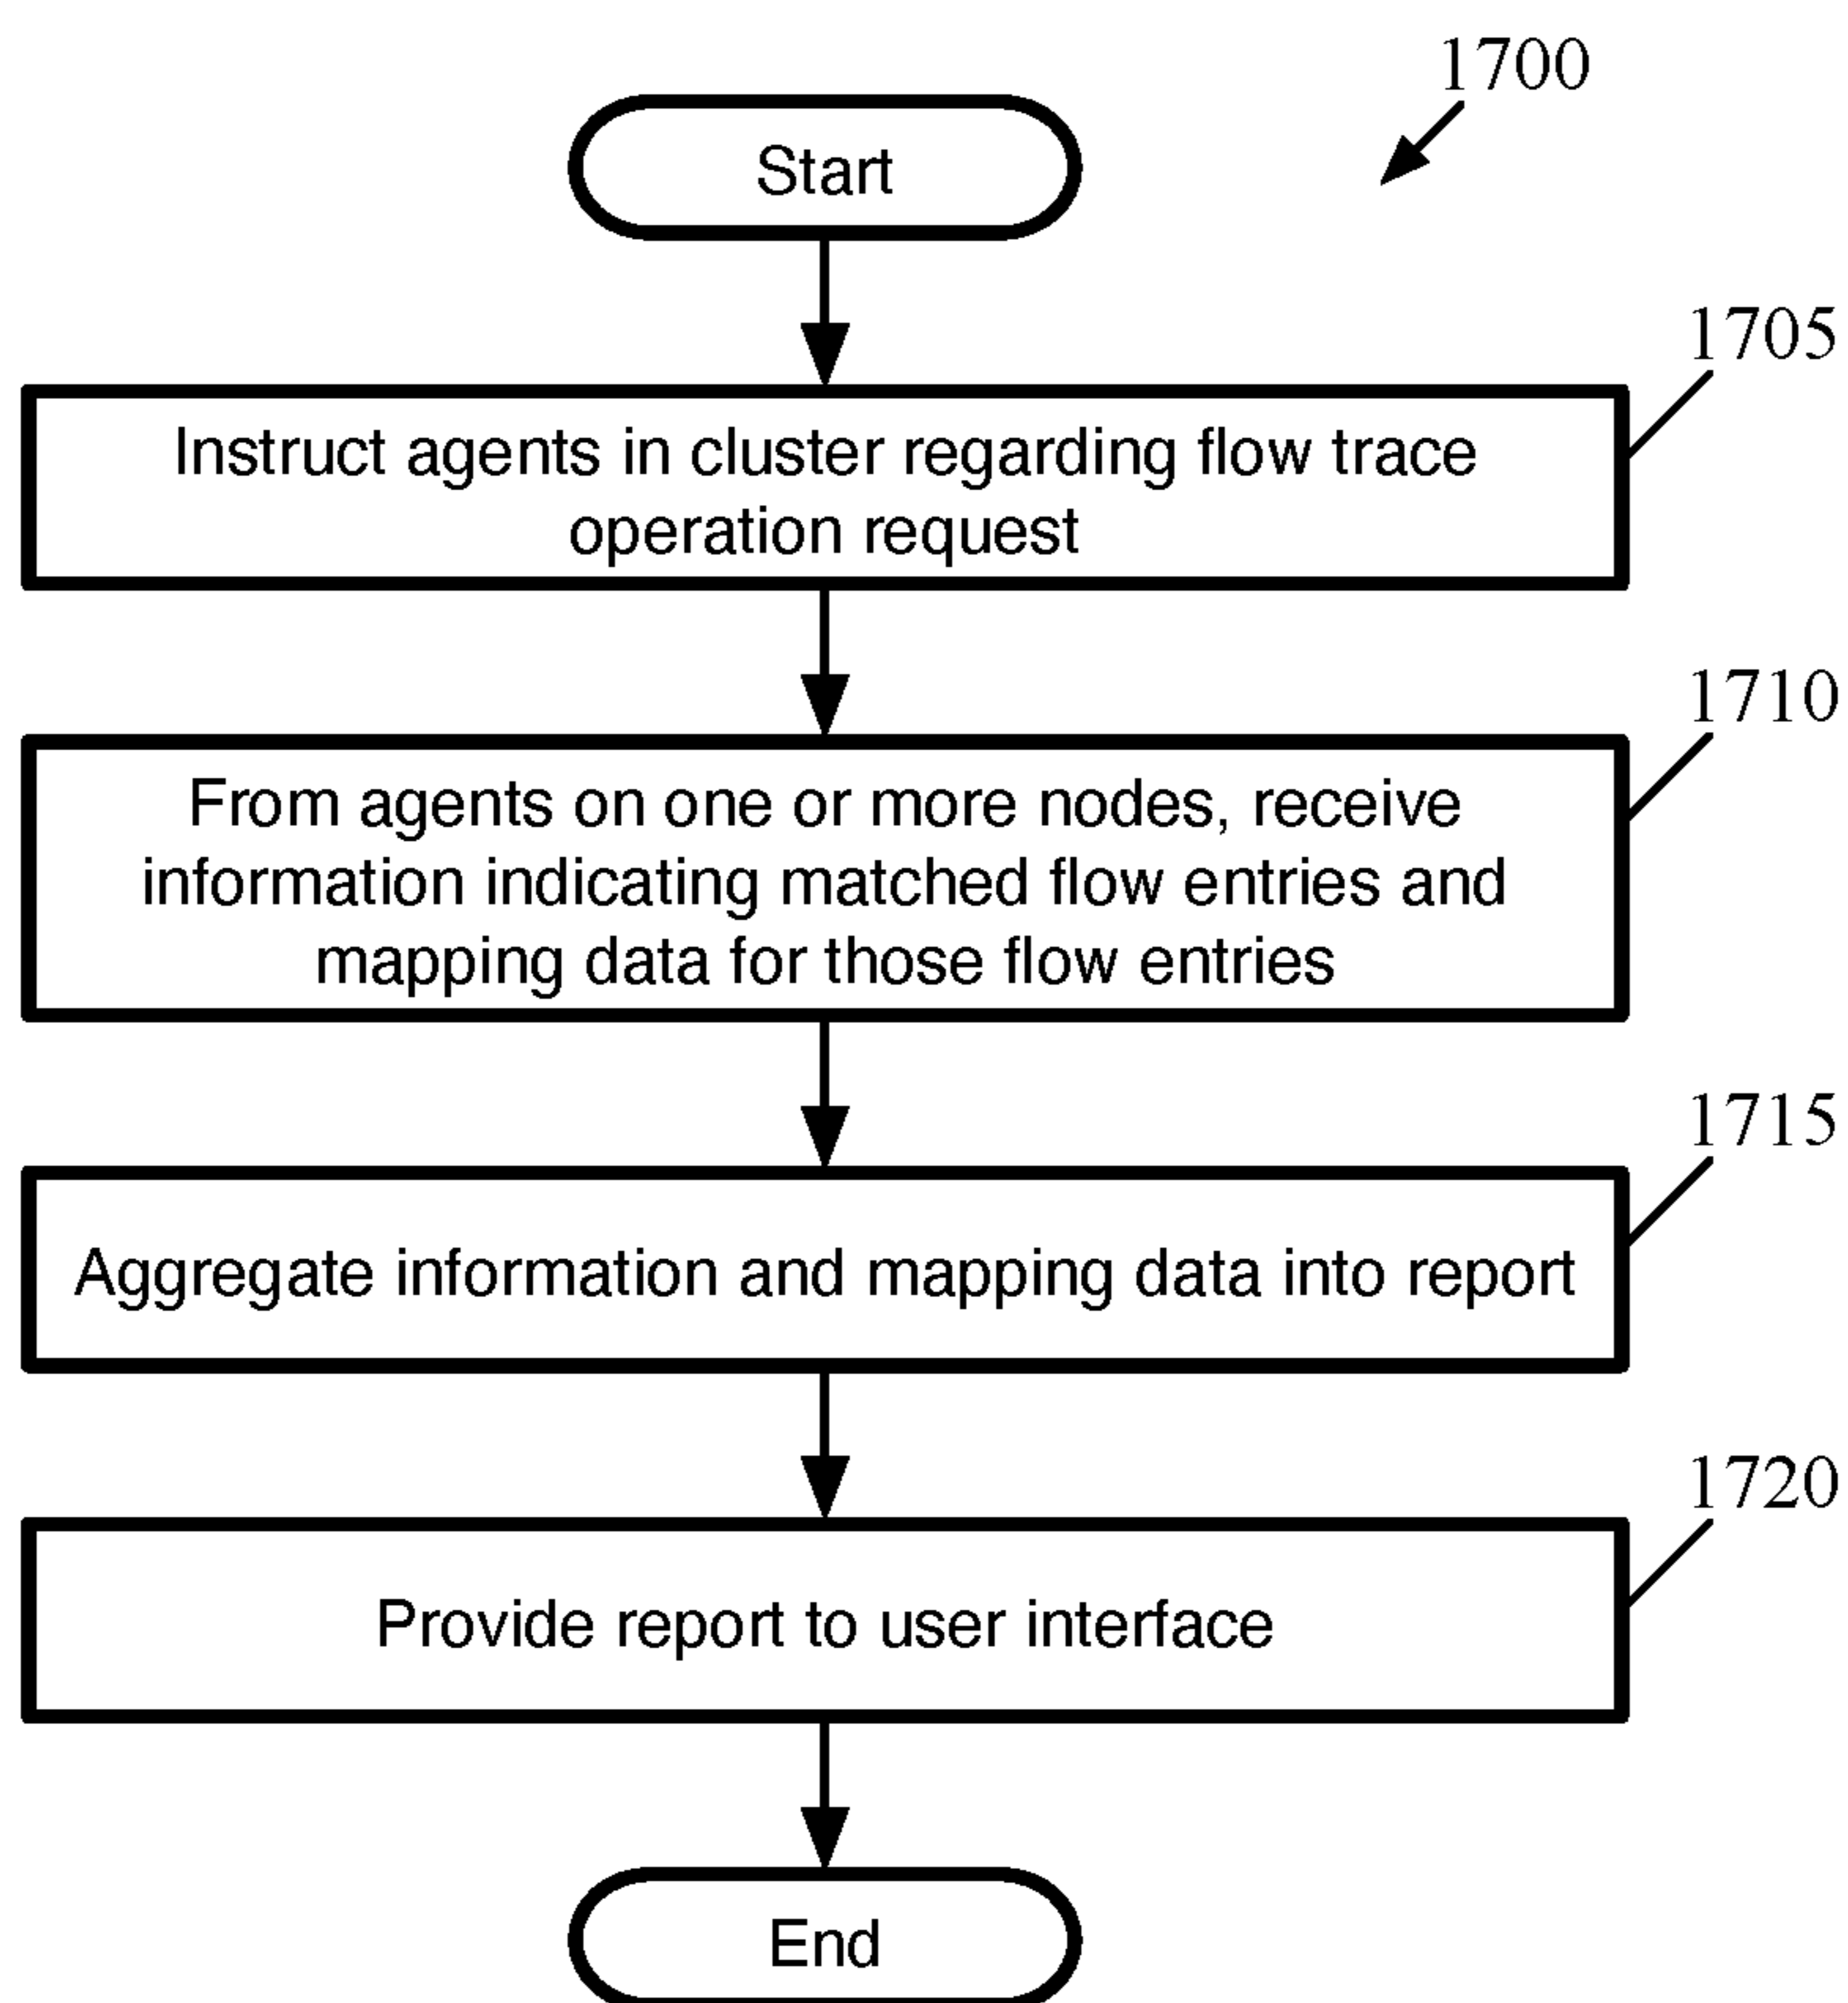 1700
Start
1705
Instruct agents in cluster regarding flow trace
operation request
1710
From agents on one or more nodes, receive
information indicating matched flow entries and
mapping data for those flow entries
1715
Aggregate information and mapping data into report
1720
Provide report to user interface
End